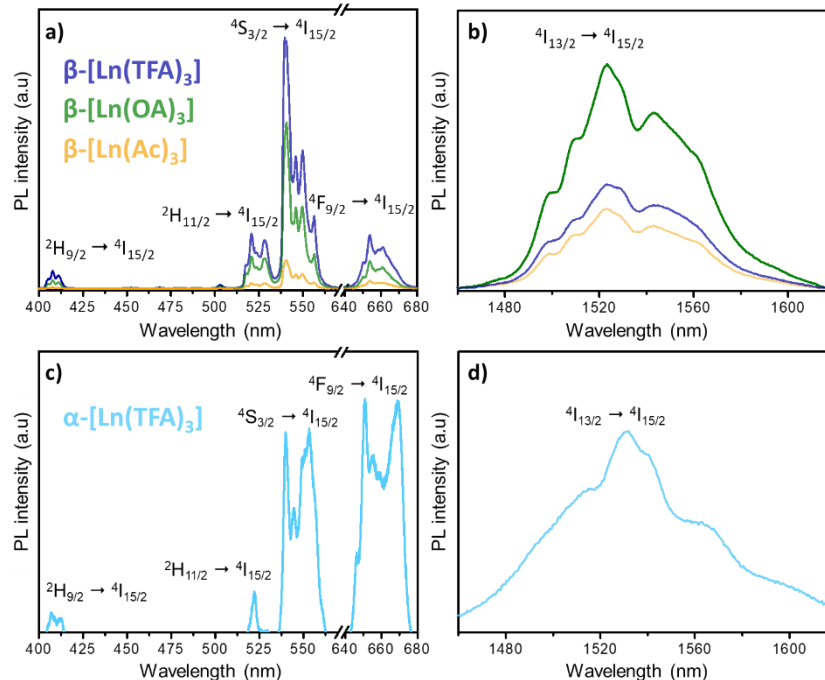 a)
⁴S₃/₂ → ⁴I₁₅/₂
β-[Ln(TFA)₃]
β-[Ln(OA)₃]
β-[Ln(Ac)₃]
²H₁₁/₂ → ⁴I₁₅/₂
⁴F₉/₂ → ⁴I₁₅/₂
²H₉/₂ → ⁴I₁₅/₂
PL intensity (a.u)
400 425 450 475 500 525 550 640 660 680
Wavelength (nm)
b)
⁴I₁₃/₂ → ⁴I₁₅/₂
PL intensity (a.u)
1480 1520 1560 1600
Wavelength (nm)
c)
⁴F₉/₂ → ⁴I₁₅/₂
α-[Ln(TFA)₃]
⁴S₃/₂ → ⁴I₁₅/₂
²H₁₁/₂ → ⁴I₁₅/₂
²H₉/₂ → ⁴I₁₅/₂
PL intensity (a.u)
400 425 450 475 500 525 550 640 660 680
Wavelength (nm)
d)
⁴I₁₃/₂ → ⁴I₁₅/₂
PL intensity (a.u)
1480 1520 1560 1600
Wavelength (nm)